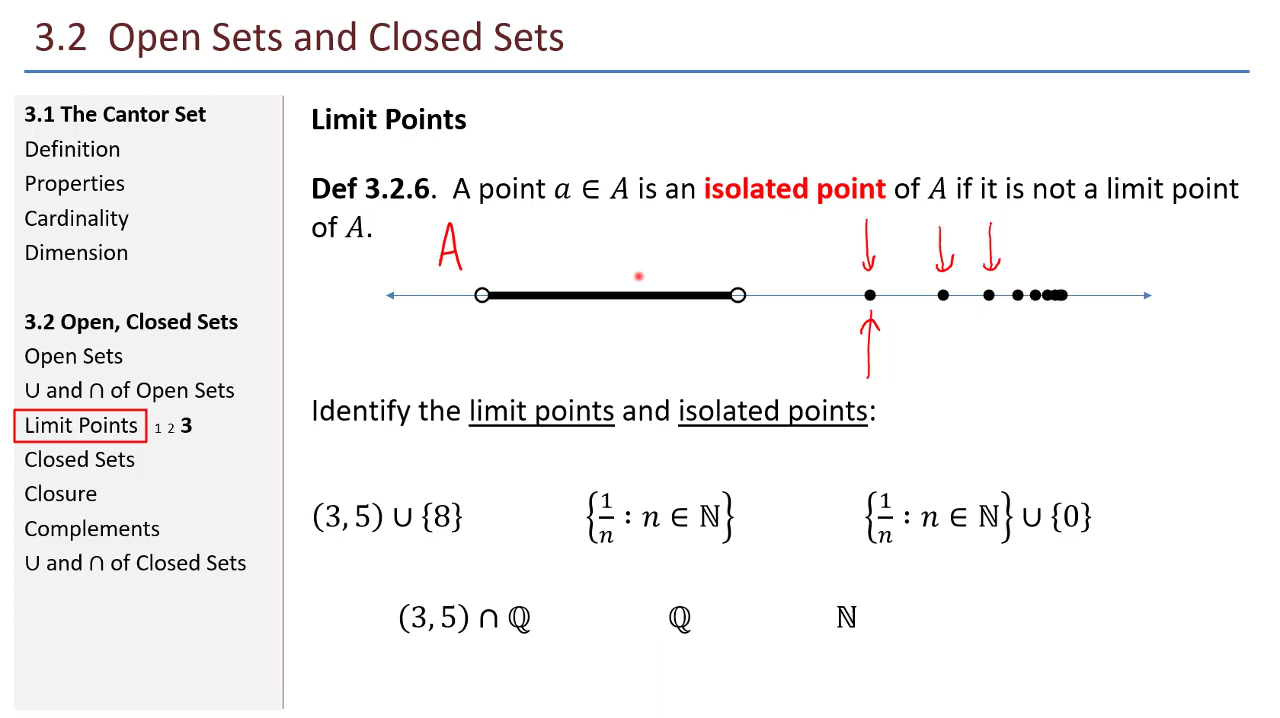 3.2 Open Sets and Closed Sets
3.1 The Cantor Set
Definition
Properties
Cardinality
Dimension
3.2 Open, Closed Sets
Open Sets
∪ and ∩ of Open Sets
Limit Points 1 2 3
Closed Sets
Closure
Complements
∪ and ∩ of Closed Sets
Limit Points
Def 3.2.6. A point 𝑎 ∈ 𝐴 is an isolated point of 𝐴 if it is not a limit point
of 𝐴.
A
Identify the limit points and isolated points:
(3, 5) ∪ {8} {1/𝑛 : 𝑛 ∈ ℕ} {1/𝑛 : 𝑛 ∈ ℕ} ∪ {0}
(3, 5) ∩ ℚ ℚ ℕ